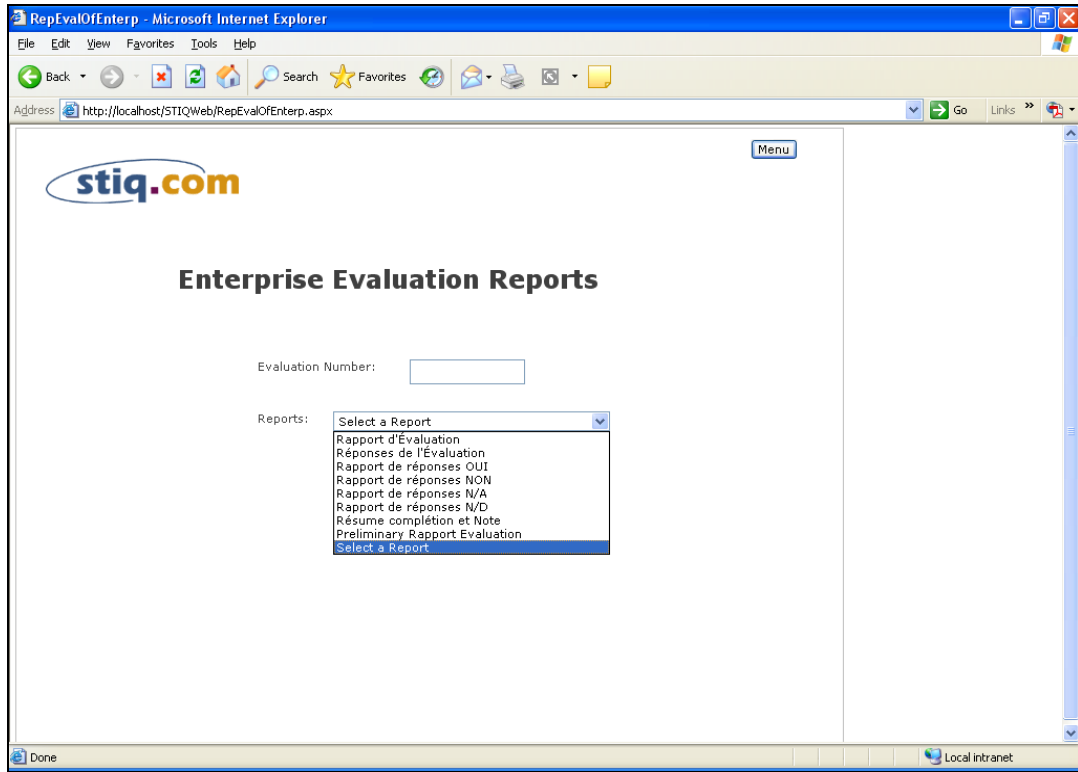 RepEvalOfEnterp - Microsoft Internet Explorer
File Edit View Favorites Tools Help
Back Search Favorites
Address http://localhost/STIQWeb/RepEvalOfEnterp.aspx Go Links »
Menu
stiq.com
Enterprise Evaluation Reports
Evaluation Number:
Reports: Select a Report
Rapport d'Évaluation
Réponses de l'Évaluation
Rapport de réponses OUI
Rapport de réponses NON
Rapport de réponses N/A
Rapport de réponses N/D
Résume complétion et Note
Preliminary Rapport Evaluation
Select a Report
Done Local intranet